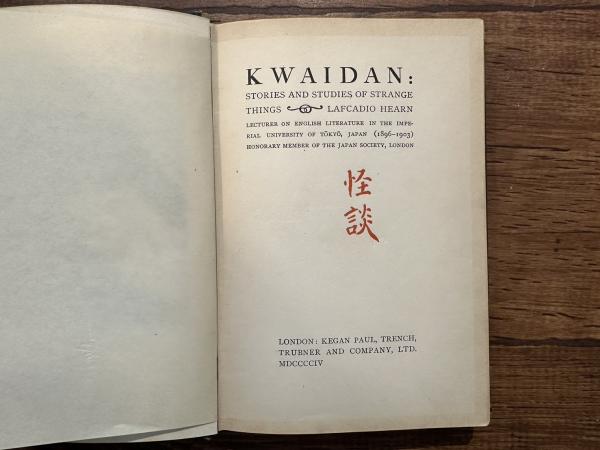 KWAIDAN:
STORIES AND STUDIES OF STRANGE
THINGS LAFCADIO HEARN
LECTURER ON ENGLISH LITERATURE IN THE IMPE-
RIAL UNIVERSITY OF TŌKYŌ, JAPAN (1896-1903)
HONORARY MEMBER OF THE JAPAN SOCIETY, LONDON
怪
談
LONDON: KEGAN PAUL, TRENCH,
TRUBNER AND COMPANY, LTD.
MDCCCCIV